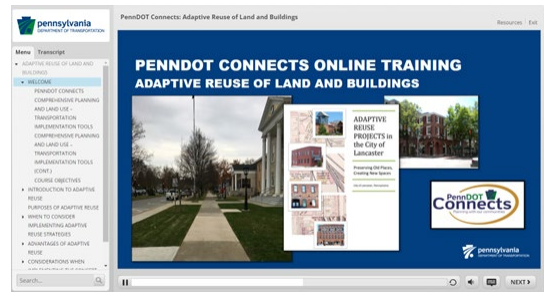 pennsylvania
DEPARTMENT OF TRANSPORTATION
PennDOT Connects: Adaptive Reuse of Land and Buildings
Resources
Exit
Menu
Transcript
ADAPTIVE REUSE OF LAND AND
BUILDINGS
WELCOME
PENNDOT CONNECTS
COMPREHENSIVE PLANNING
AND LAND USE –
TRANSPORTATION
IMPLEMENTATION TOOLS
COMPREHENSIVE PLANNING
AND LAND USE –
TRANSPORTATION
IMPLEMENTATION TOOLS
(CONT.)
COURSE OBJECTIVES
INTRODUCTION TO ADAPTIVE
REUSE
PURPOSES OF ADAPTIVE REUSE
WHEN TO CONSIDER
IMPLEMENTING ADAPTIVE
REUSE STRATEGIES
ADVANTAGES OF ADAPTIVE
REUSE
CONSIDERATIONS WHEN
Search...
PENNDOT CONNECTS ONLINE TRAINING
ADAPTIVE REUSE OF LAND AND BUILDINGS
ADAPTIVE
REUSE
PROJECTS in
the City of
Lancaster
Preserving Old Places,
Creating New Spaces
PennDOT
Connects
Planning with our communities
pennsylvania
DEPARTMENT OF TRANSPORTATION
NEXT >